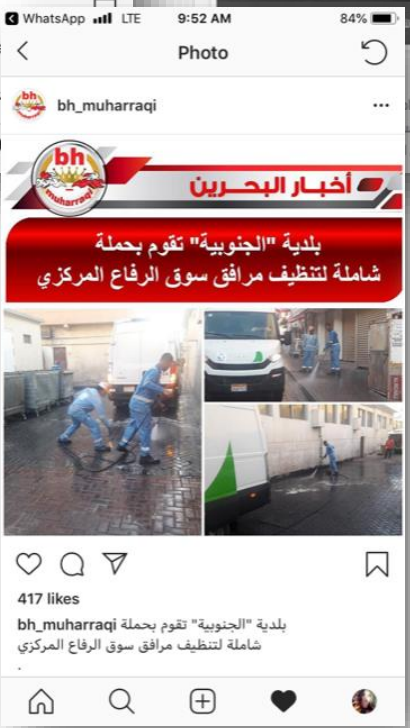 WhatsApp LTE 9:52 AM 84%
Photo
bh_muharraqi
bh
muharraqi
أخبار البحـــرين
بلدية "الجنوبية" تقوم بحملة
شاملة لتنظيف مرافق سوق الرفاع المركزي
417 likes
bh_muharraqi بلدية "الجنوبية" تقوم بحملة
شاملة لتنظيف مرافق سوق الرفاع المركزي
.